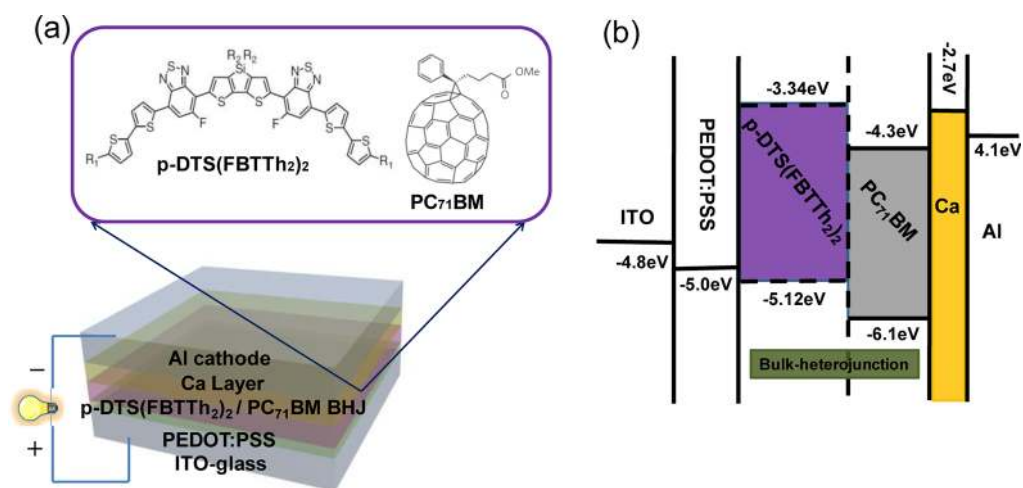 (a)
R₂ R₂
Si
N S N
N S N
S S
F F
S S
S S
R₁ R₁
p-DTS(FBTTh₂)₂
OMe
O
PC₇₁BM
Al cathode
Ca Layer
p-DTS(FBTTh₂)₂ / PC₇₁BM BHJ
PEDOT:PSS
ITO-glass
−
+
(b)
-2.7eV
-3.34eV
-4.3eV
4.1eV
PEDOT:PSS
p-DTS(FBTTh₂)₂
PC₇₁BM
Ca
Al
ITO
-4.8eV
-5.0eV
-5.12eV
-6.1eV
Bulk-heterojunction